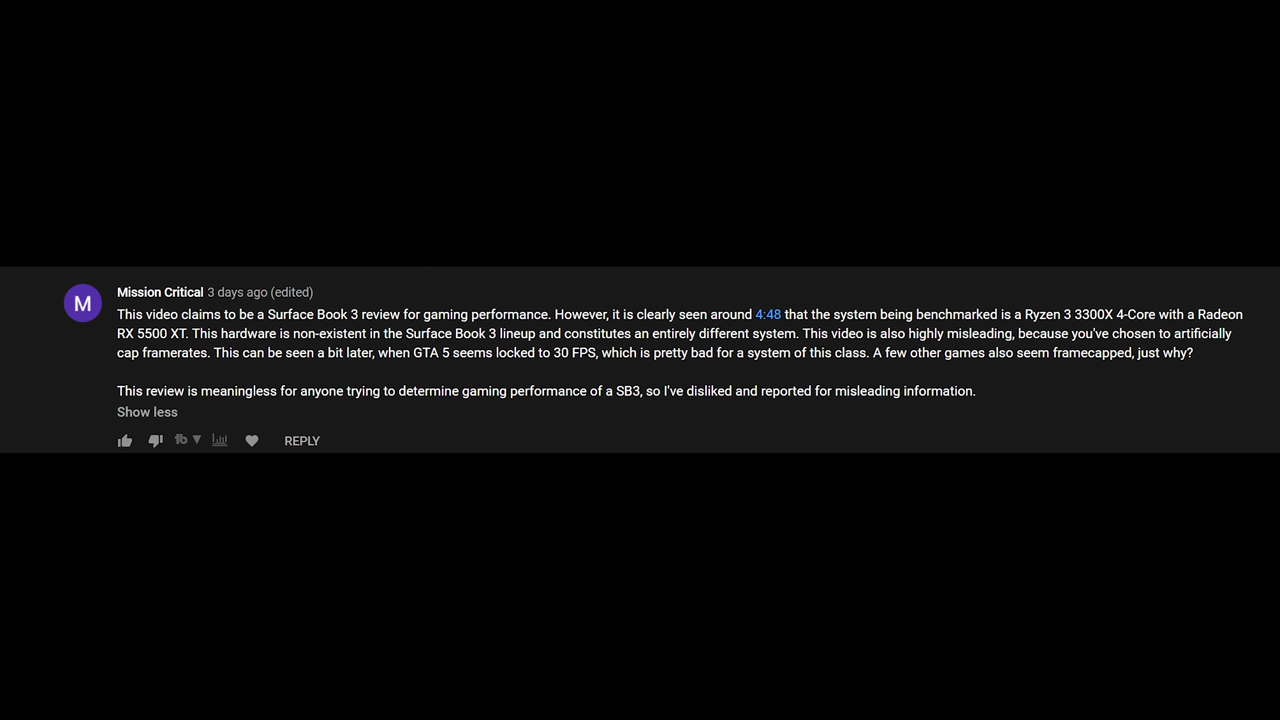 M
Mission Critical 3 days ago (edited)
This video claims to be a Surface Book 3 review for gaming performance. However, it is clearly seen around 4:48 that the system being benchmarked is a Ryzen 3 3300X 4-Core with a Radeon
RX 5500 XT. This hardware is non-existent in the Surface Book 3 lineup and constitutes an entirely different system. This video is also highly misleading, because you've chosen to artificially
cap framerates. This can be seen a bit later, when GTA 5 seems locked to 30 FPS, which is pretty bad for a system of this class. A few other games also seem framecapped, just why?
This review is meaningless for anyone trying to determine gaming performance of a SB3, so I've disliked and reported for misleading information.
Show less
REPLY